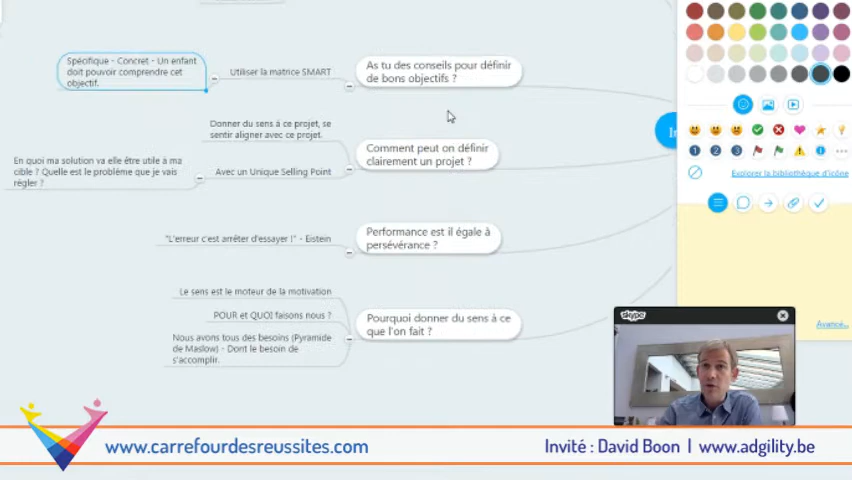 Spécifique - Concret - Un enfant
doit pouvoir comprendre cet
objectif.
Utiliser la matrice SMART
As tu des conseils pour définir
de bons objectifs ?
Donner du sens à ce projet, se
sentir aligner avec ce projet.
En quoi ma solution va elle être utile à ma
cible ? Quelle est le problème que je vais
régler ?
Avec un Unique Selling Point
Comment peut on définir
clairement un projet ?
In
"L'erreur c'est arrêter d'essayer !" - Eistein
Performance est il égale à
persévérance ?
Le sens est le moteur de la motivation
POUR et QUOI faisons nous ?
Nous avons tous des besoins (Pyramide
de Maslow) - Dont le besoin de
s'accomplir.
Pourquoi donner du sens à ce
que l'on fait ?
1 2 3
Explorer la bibliothèque d'icône
Avancé...
skype
www.carrefourdesreussites.com
Invité : David Boon | www.adgility.be